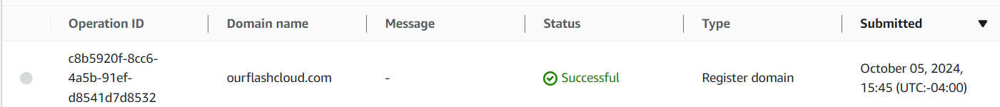 Operation ID Domain name Message Status Type Submitted
c8b5920f-8cc6-
4a5b-91ef-
d8541d7d8532
ourflashcloud.com
-
Successful
Register domain
October 05, 2024,
15:45 (UTC:-04:00)